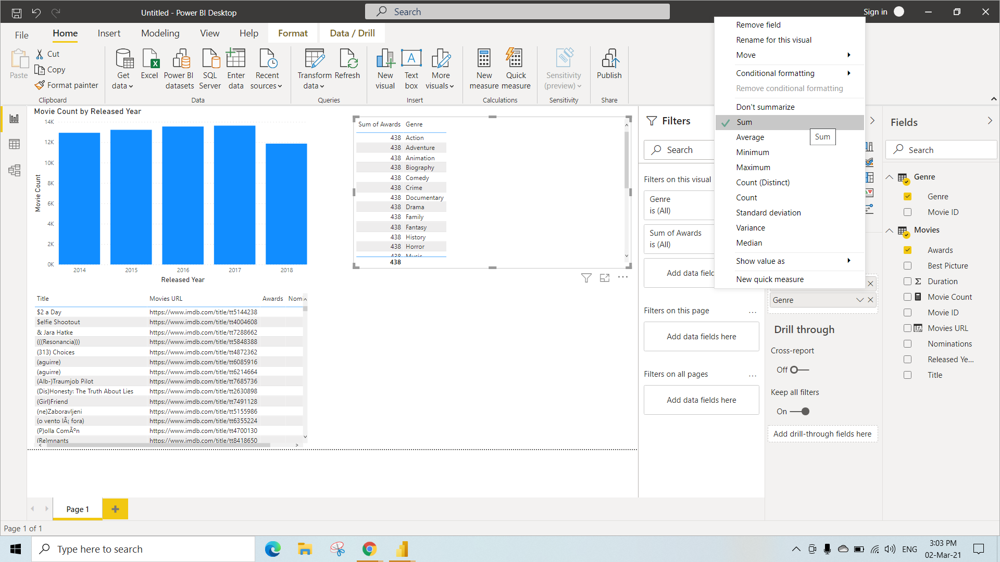 Untitled - Power BI Desktop
Search
Sign in
File
Home
Insert
Modeling
View
Help
Format
Data / Drill
Paste
Cut
Copy
Format painter
Clipboard
Get data
Excel
Power BI datasets
SQL Server
Enter data
Recent sources
Data
Transform data
Refresh
Queries
New visual
Text box
More visuals
Insert
New measure
Quick measure
Calculations
Sensitivity (preview)
Sensitivity
Publish
Share
Remove field
Rename for this visual
Move
Conditional formatting
Remove conditional formatting
Don't summarize
Sum
Average
Sum
Minimum
Maximum
Count (Distinct)
Count
Standard deviation
Variance
Median
Show value as
New quick measure
Movie Count by Released Year
Movie Count
14K
12K
10K
8K
6K
4K
2K
0K
2014 2015 2016 2017 2018
Released Year
Sum of Awards Genre
438 Action
438 Adventure
438 Animation
438 Biography
438 Comedy
438 Crime
438 Documentary
438 Drama
438 Family
438 Fantasy
438 History
438 Horror
438 Music
438
Title Movies URL Awards Nomi
$2 a Day https://www.imdb.com/title/tt5144238
$elfie Shootout https://www.imdb.com/title/tt4004608
& Jara Hatke https://www.imdb.com/title/tt7288662
(((Resonancia))) https://www.imdb.com/title/tt5848388
(313) Choices https://www.imdb.com/title/tt4872362
(aguirre) https://www.imdb.com/title/tt6085916
(aguirre) https://www.imdb.com/title/tt6214664
(Alb-)Traumjob Pilot https://www.imdb.com/title/tt7685736
(Dis)Honesty: The Truth About Lies https://www.imdb.com/title/tt2630898
(Girl)Friend https://www.imdb.com/title/tt7491128
(ne)Zaboravljeni https://www.imdb.com/title/tt5155986
(o vento lÃ¡ fora) https://www.imdb.com/title/tt6355224
(P)olla ComÃºn https://www.imdb.com/title/tt4700130
(Re)mnants https://www.imdb.com/title/tt8418650
Filters
Search
Filters on this visual
Genre
is (All)
Sum of Awards
is (All)
Add data fiel
Filters on this page
...
Add data fields here
Filters on all pages
...
Add data fields here
Genre
Drill through
Cross-report
Off
Keep all filters
On
Add drill-through fields here
Fields
Search
Genre
Genre
Movie ID
Movies
Awards
Best Picture
Duration
Movie Count
Movie ID
Movies URL
Nominations
Released Ye...
Title
Page 1
Page 1 of 1
Type here to search
ENG
3:03 PM
02-Mar-21